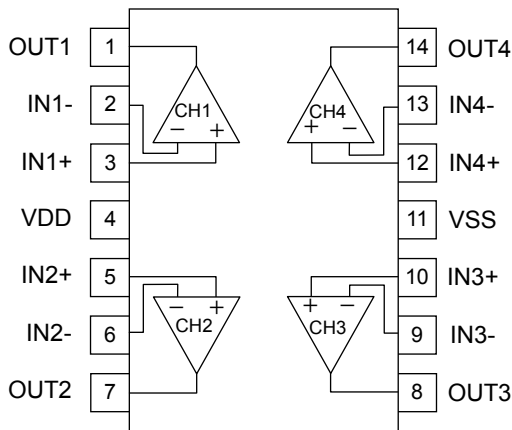 OUT1 1 14 OUT4
IN1- 2 CH1 CH4 13 IN4-
− + + −
IN1+ 3 12 IN4+
VDD 4 11 VSS
IN2+ 5 10 IN3+
− + + −
IN2- 6 CH2 CH3 9 IN3-
OUT2 7 8 OUT3